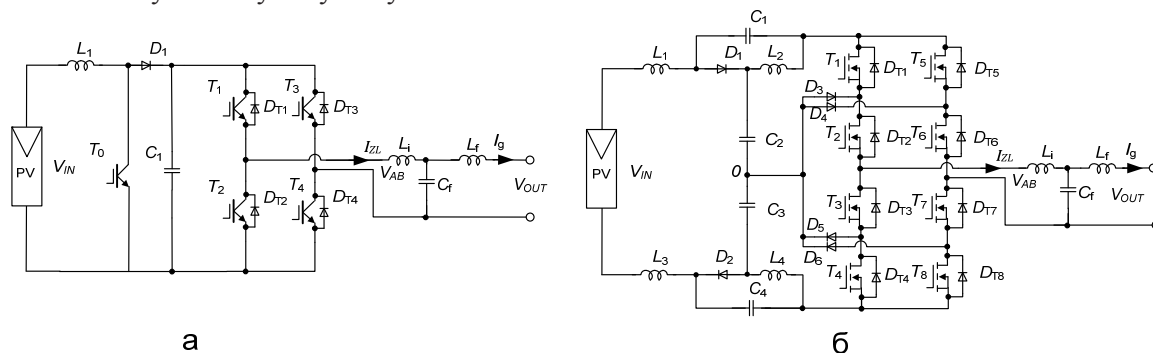 L1
D1
T1
T3
DT1
DT3
T0
C1
PV
VIN
IZL
Li
Lf
Ig
VAB
Cf
VOUT
T2
T4
DT2
DT4
а
C1
L1
D1
L2
T1
T5
DT1
DT5
D3
D4
T2
T6
DT2
DT6
C2
PV
VIN
0
IZL
Li
Lf
Ig
VAB
Cf
VOUT
C3
T3
T7
DT3
DT7
D5
D6
L3
D2
L4
T4
T8
DT4
DT8
C4
б